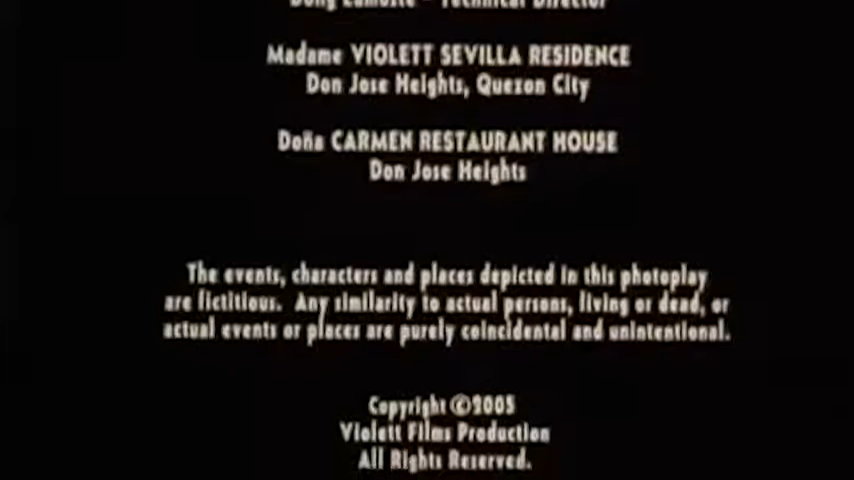 Technical Director
Madame VIOLETT SEVILLA RESIDENCE
Don Jose Heights, Quezon City
Doña CARMEN RESTAURANT HOUSE
Don Jose Heights
The events, characters and places depicted in this photoplay
are fictitious. Any similarity to actual persons, living or dead, or
actual events or places are purely coincidental and unintentional.
Copyright ©2005
Violett Films Production
All Rights Reserved.